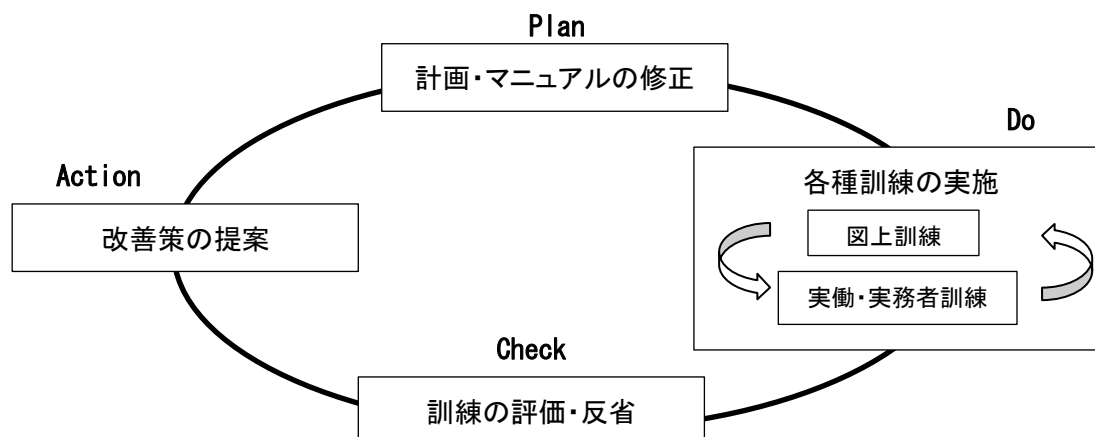 Plan
計画・マニュアルの修正
Do
各種訓練の実施
図上訓練
実働・実務者訓練
Check
訓練の評価・反省
Action
改善策の提案